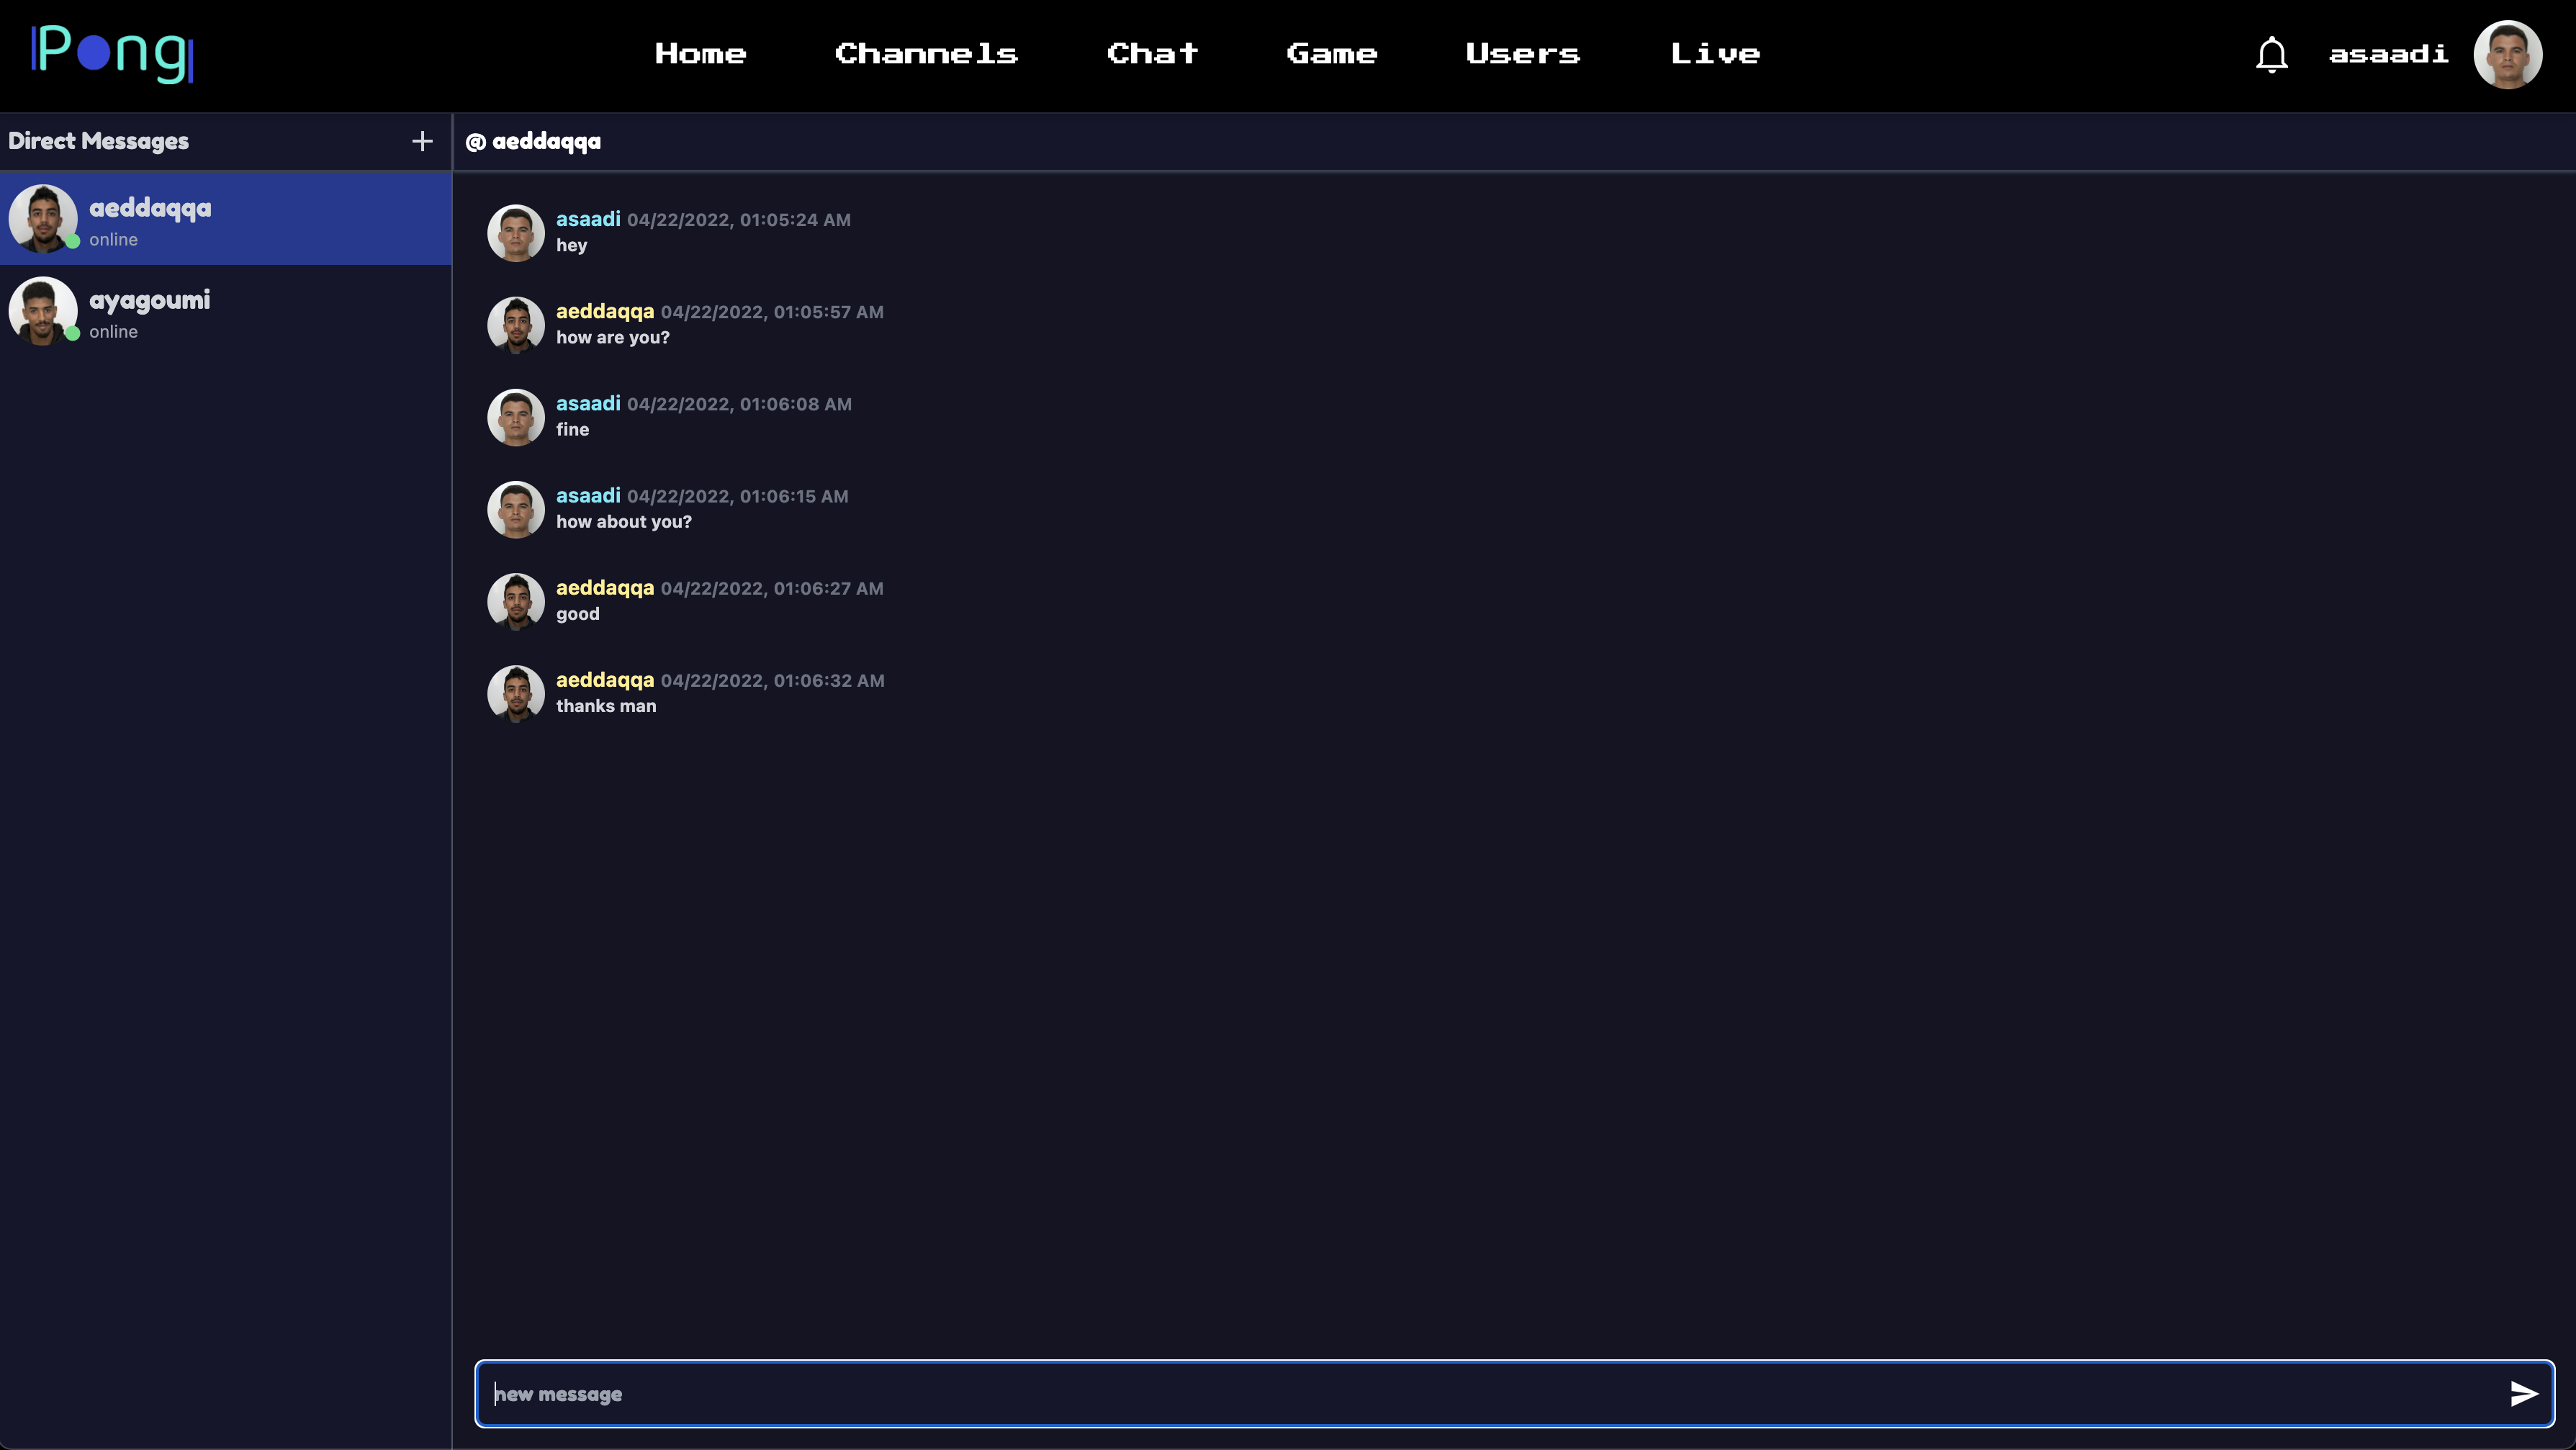 Pong
Home Channels Chat Game Users Live
asaadi
Direct Messages
@ aeddaqqa
aeddaqqa
online
ayagoumi
online
asaadi 04/22/2022, 01:05:24 AM
hey
aeddaqqa 04/22/2022, 01:05:57 AM
how are you?
asaadi 04/22/2022, 01:06:08 AM
fine
asaadi 04/22/2022, 01:06:15 AM
how about you?
aeddaqqa 04/22/2022, 01:06:27 AM
good
aeddaqqa 04/22/2022, 01:06:32 AM
thanks man
new message